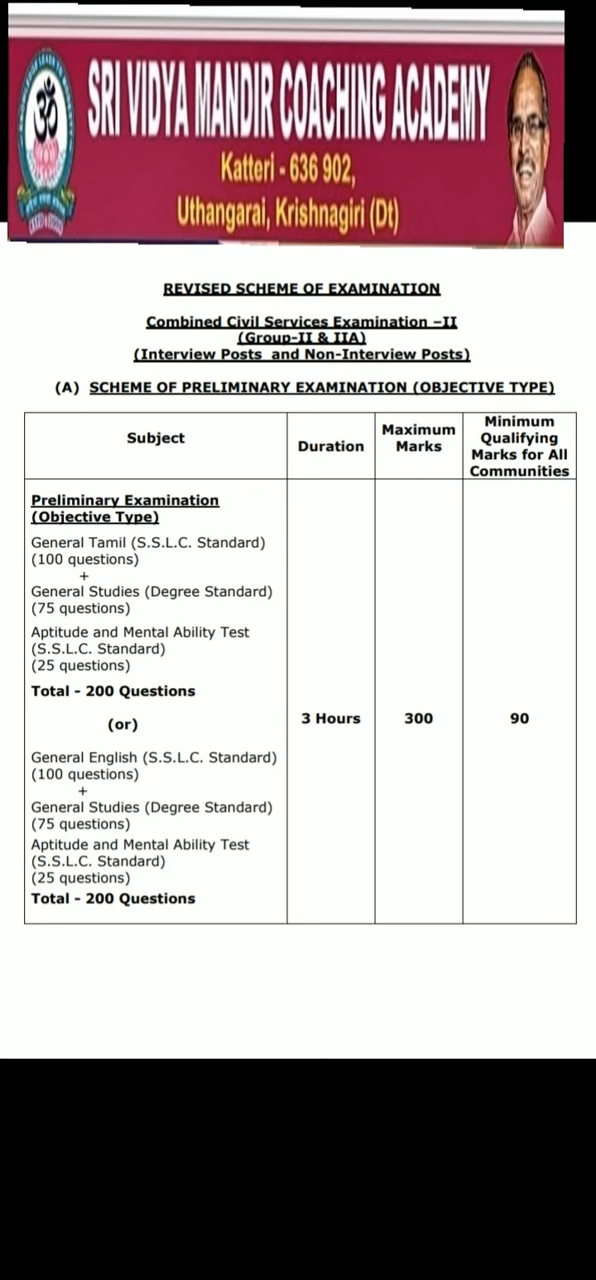 SRI VIDYA MANDIR COACHING ACADEMY
Katteri - 636 902,
Uthangarai, Krishnagiri (Dt)
REVISED SCHEME OF EXAMINATION
Combined Civil Services Examination –II
(Group-II & IIA)
(Interview Posts and Non-Interview Posts)
(A) SCHEME OF PRELIMINARY EXAMINATION (OBJECTIVE TYPE)
Subject
Duration
Maximum
Marks
Minimum
Qualifying
Marks for All
Communities
Preliminary Examination
(Objective Type)
General Tamil (S.S.L.C. Standard)
(100 questions)
+
General Studies (Degree Standard)
(75 questions)
Aptitude and Mental Ability Test
(S.S.L.C. Standard)
(25 questions)
Total - 200 Questions
(or)
General English (S.S.L.C. Standard)
(100 questions)
+
General Studies (Degree Standard)
(75 questions)
Aptitude and Mental Ability Test
(S.S.L.C. Standard)
(25 questions)
Total - 200 Questions
3 Hours
300
90